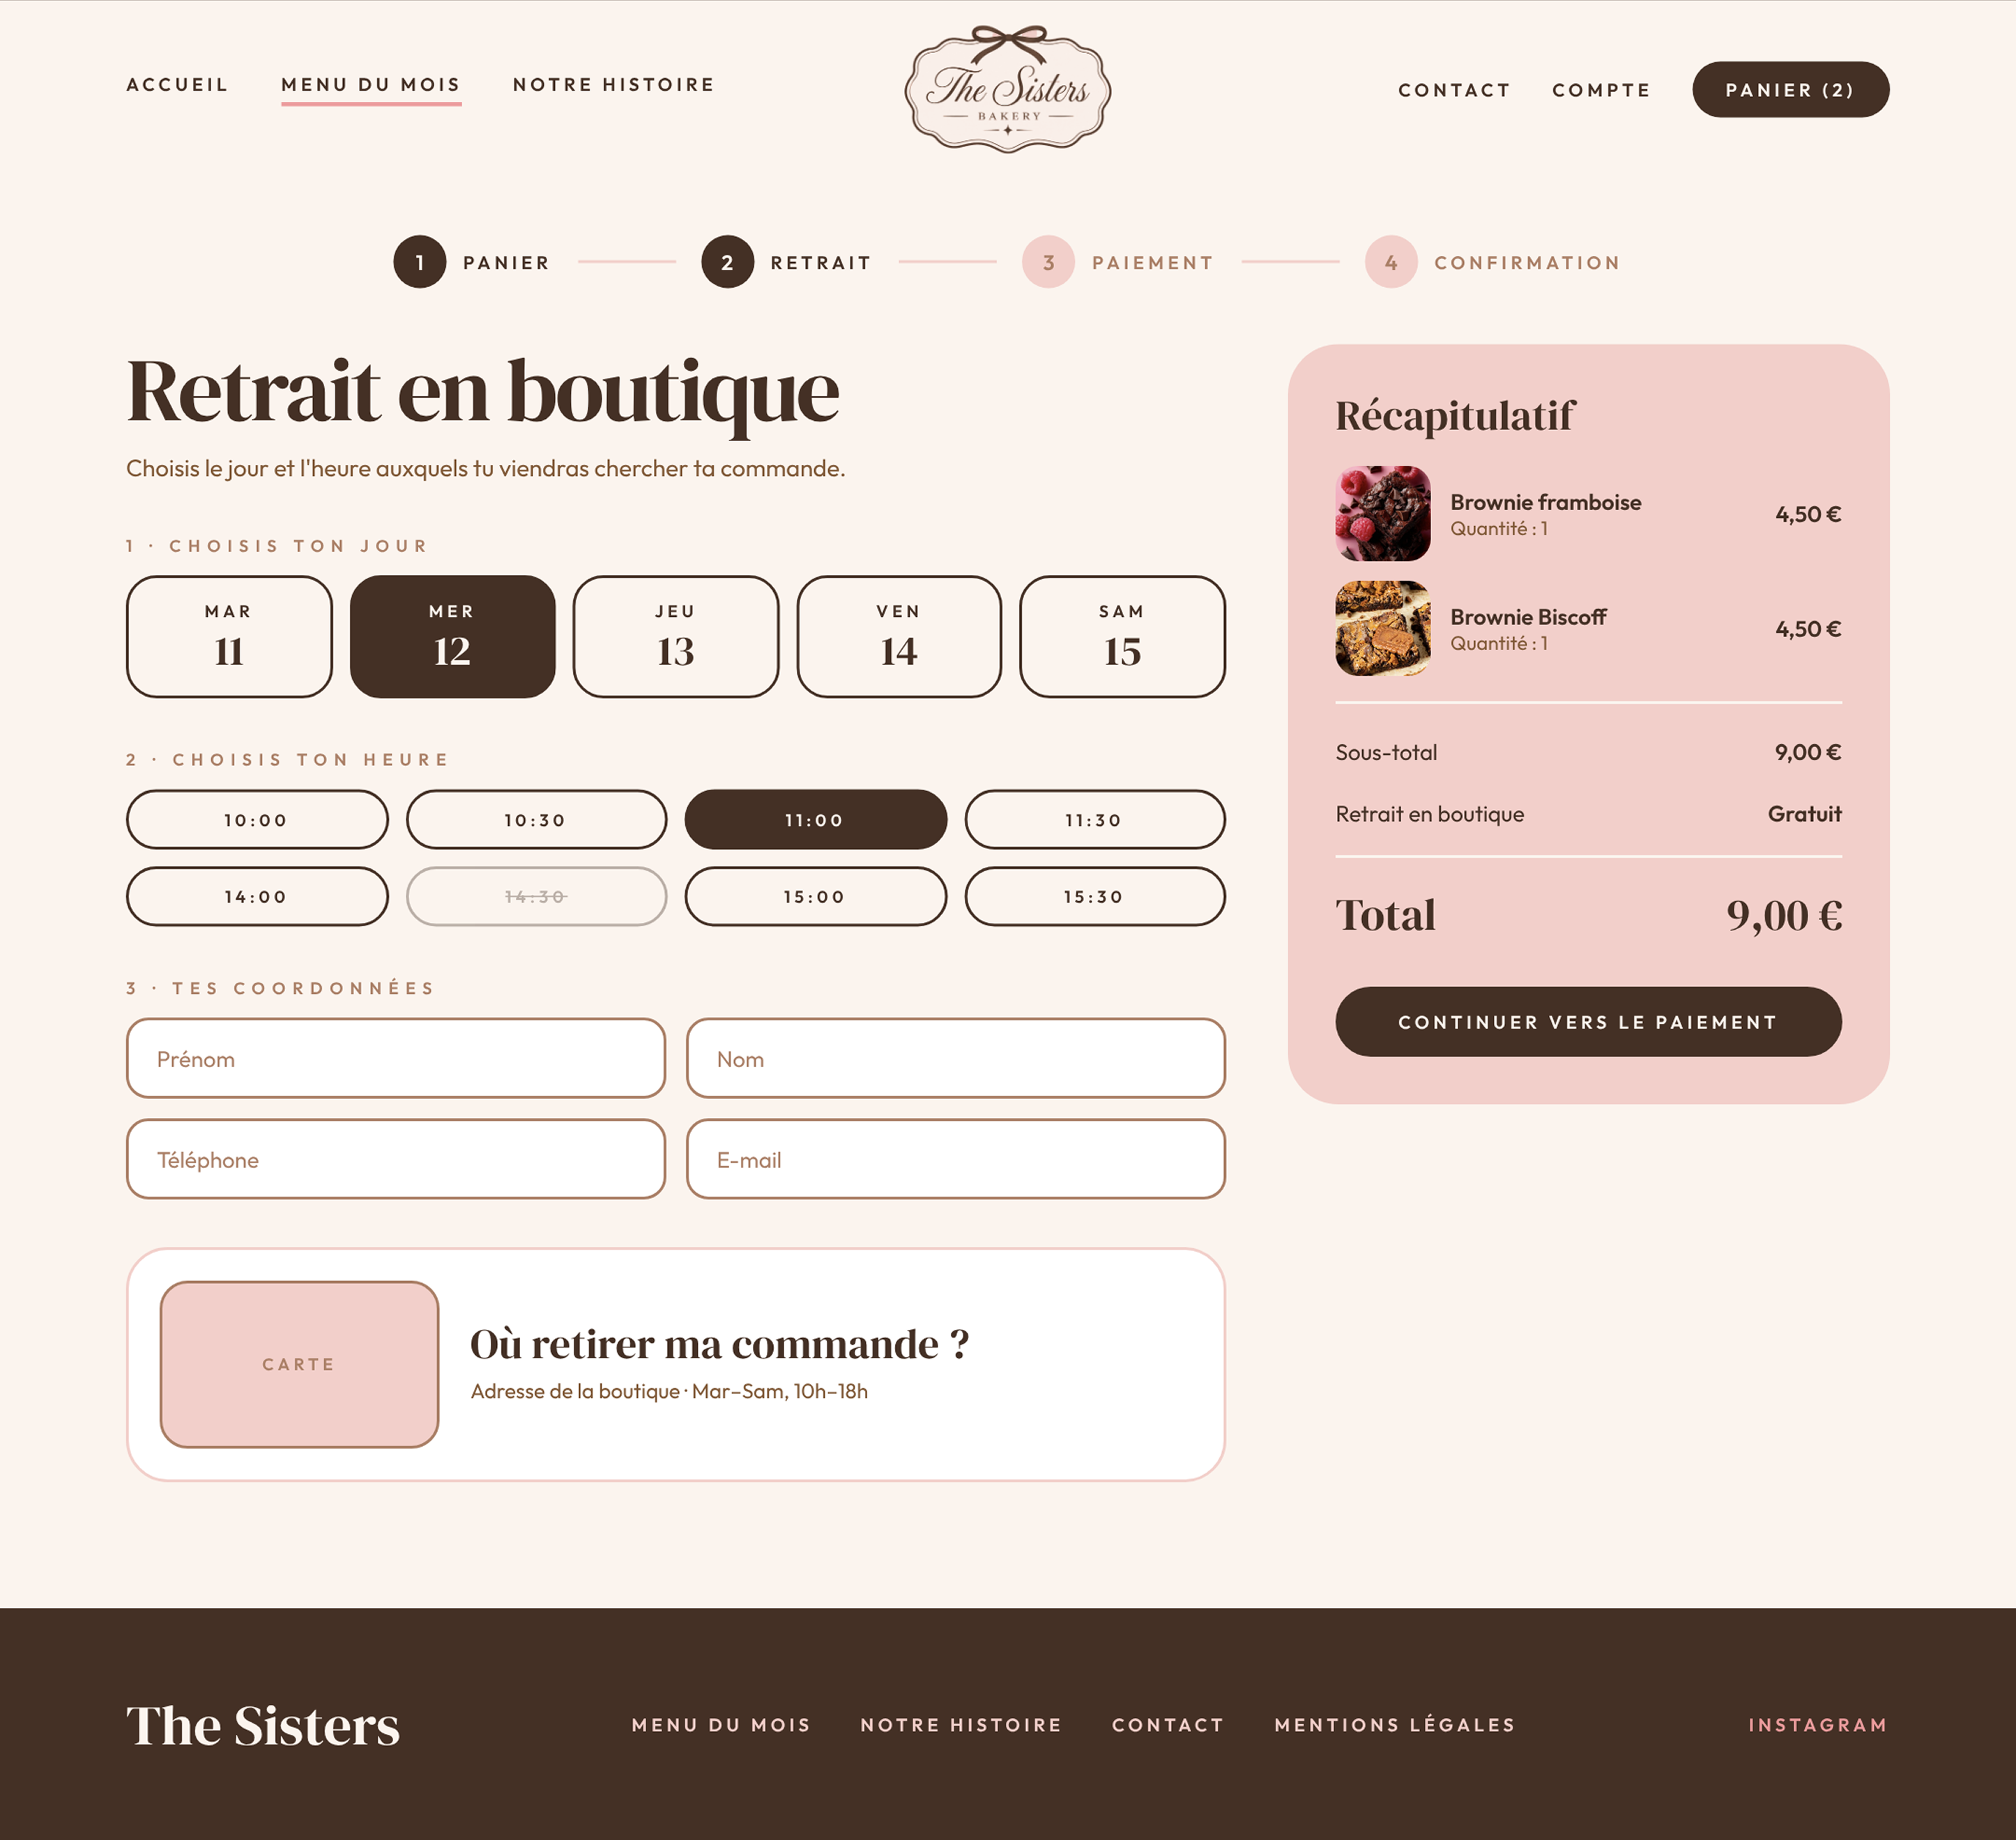 ACCUEIL MENU DU MOIS NOTRE HISTOIRE
The Sisters
BAKERY
CONTACT COMPTE PANIER (2)
1 PANIER 2 RETRAIT 3 PAIEMENT 4 CONFIRMATION
Retrait en boutique
Choisis le jour et l'heure auxquels tu viendras chercher ta commande.
1 · CHOISIS TON JOUR
MAR MER JEU VEN SAM
11 12 13 14 15
2 · CHOISIS TON HEURE
10:00 10:30 11:00 11:30
14:00 14:30 15:00 15:30
3 · TES COORDONNÉES
Prénom Nom
Téléphone E-mail
CARTE
Où retirer ma commande ?
Adresse de la boutique · Mar–Sam, 10h–18h
Récapitulatif
Brownie framboise
Quantité : 1
4,50 €
Brownie Biscoff
Quantité : 1
4,50 €
Sous-total 9,00 €
Retrait en boutique Gratuit
Total 9,00 €
CONTINUER VERS LE PAIEMENT
The Sisters MENU DU MOIS NOTRE HISTOIRE CONTACT MENTIONS LÉGALES INSTAGRAM